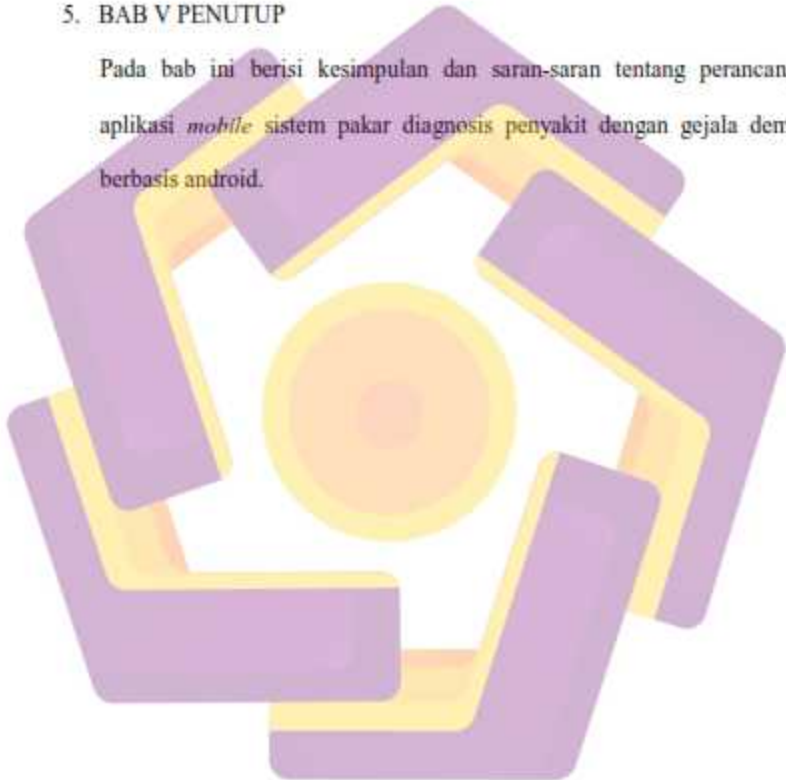 5. BAB V PENUTUP
Pada bab ini berisi kesimpulan dan saran-saran tentang perancan
aplikasi mobile sistem pakar diagnosis penyakit dengan gejala dem
berbasis android.